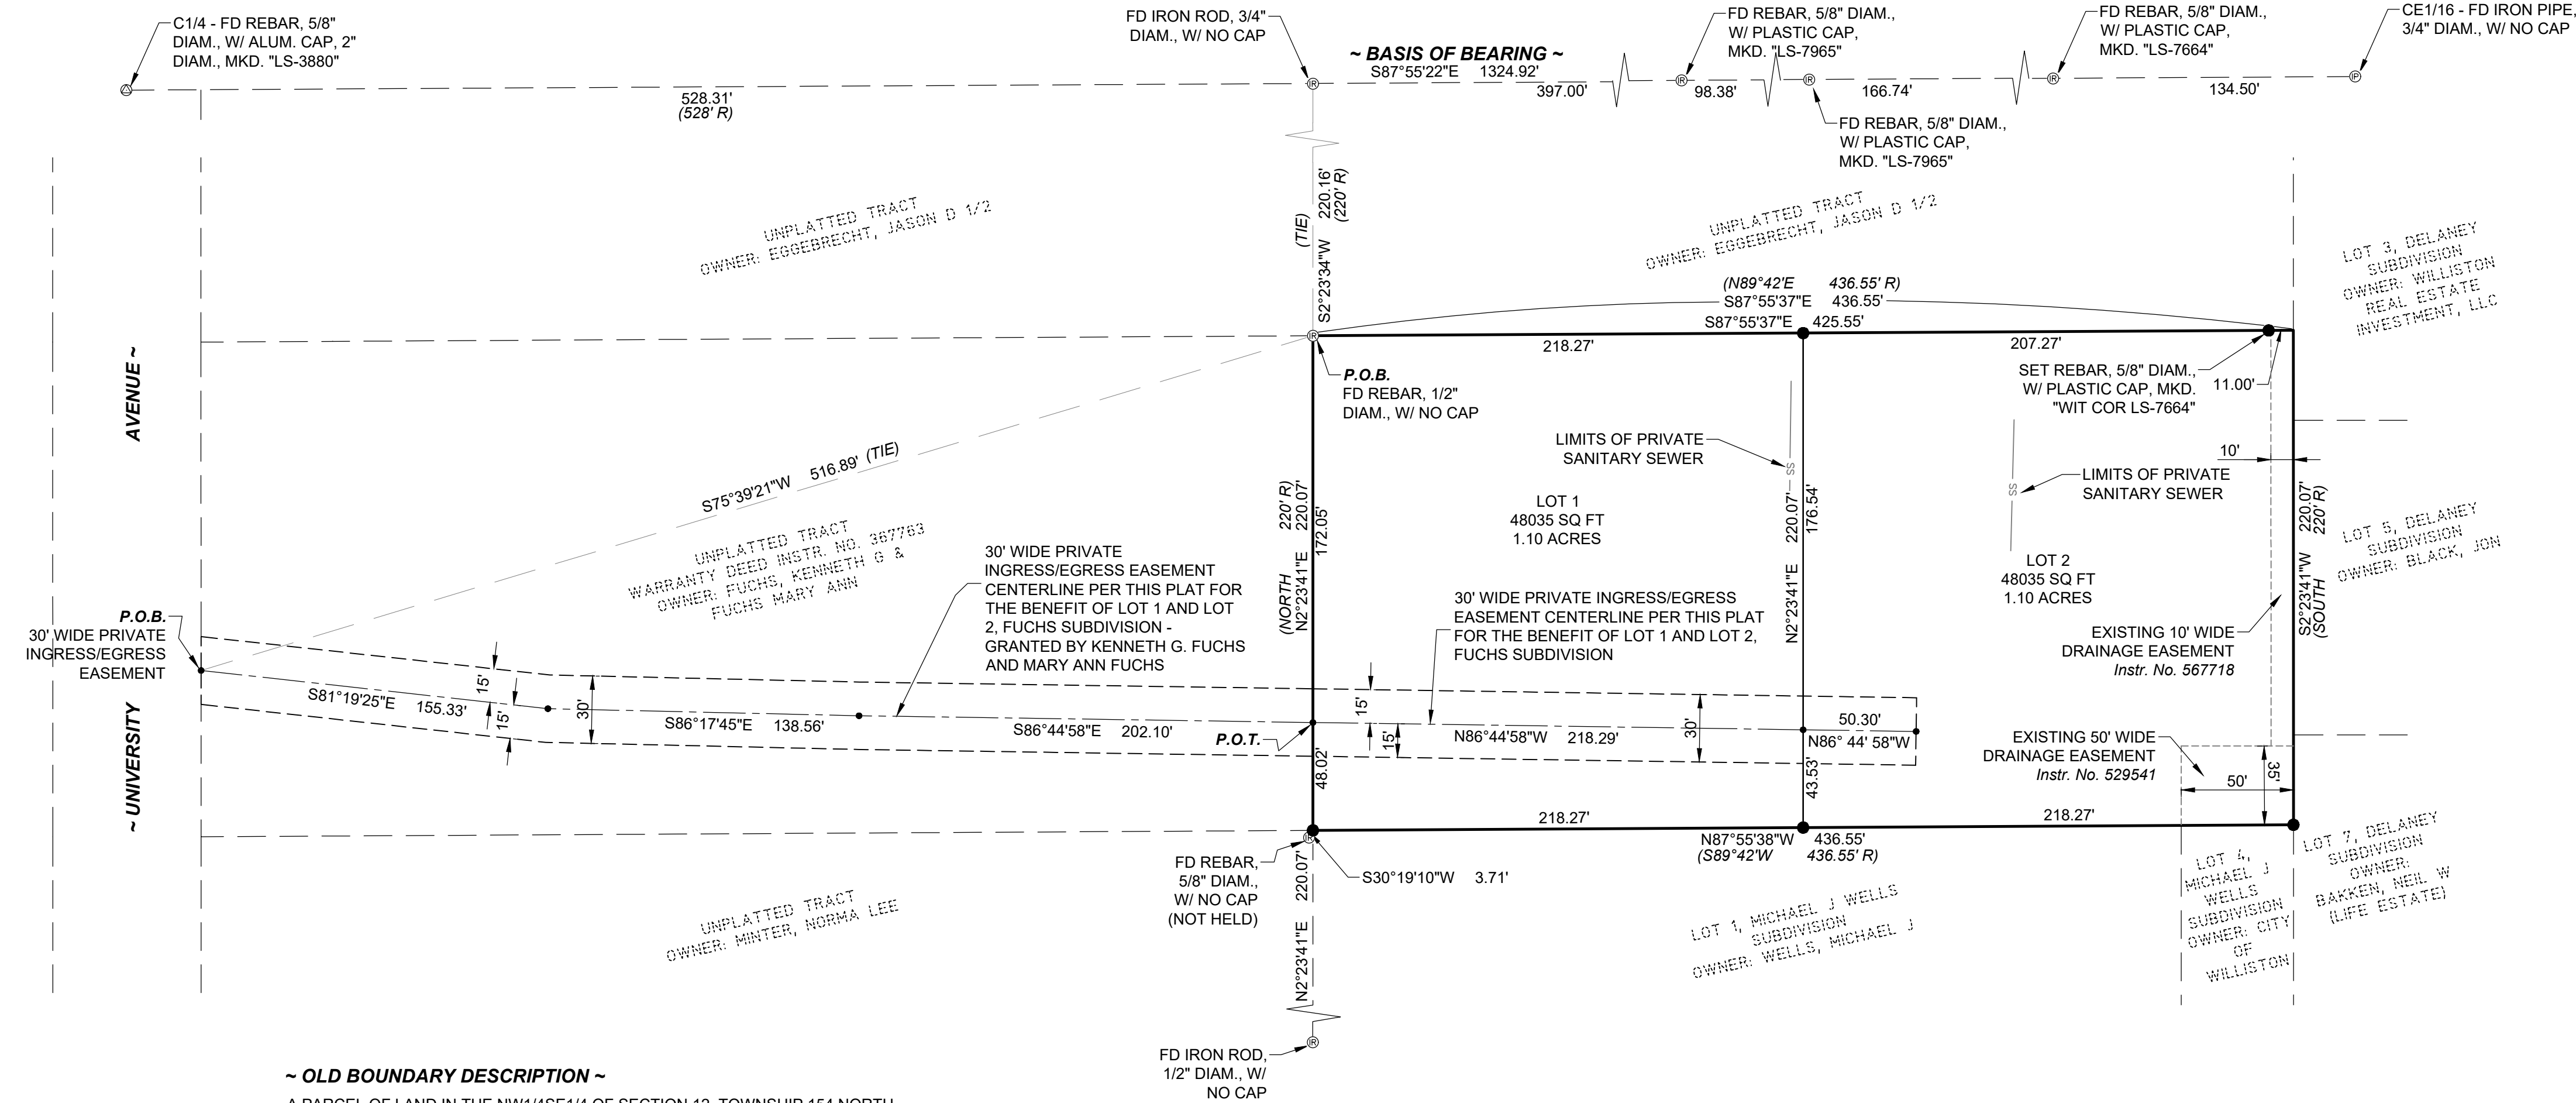 C1/4 - FD REBAR, 5/8"
DIAM., W/ ALUM. CAP, 2"
DIAM., MKD. "LS-3880"
FD IRON ROD, 3/4"
DIAM., W/ NO CAP
~ BASIS OF BEARING ~
S87°55'22"E 1324.92'
FD REBAR, 5/8" DIAM.,
W/ PLASTIC CAP,
MKD. "LS-7965"
FD REBAR, 5/8" DIAM.,
W/ PLASTIC CAP,
MKD. "LS-7664"
CE1/16 - FD IRON PIPE,
3/4" DIAM., W/ NO CAP
528.31'
(528' R)
397.00'
98.38'
166.74'
134.50'
FD REBAR, 5/8" DIAM.,
W/ PLASTIC CAP,
MKD. "LS-7965"
UNPLATTED TRACT
OWNER: EGGEBRECHT, JASON D 1/2
S2°23'34"W 220.16'
(TIE) (220' R)
UNPLATTED TRACT
OWNER: EGGEBRECHT, JASON D 1/2
LOT 3, DELANEY
SUBDIVISION
OWNER: WILLISTON
REAL ESTATE
INVESTMENT, LLC
(N89°42'E 436.55' R)
S87°55'37"E 436.55'
S87°55'37"E 425.55'
218.27'
207.27'
P.O.B.
FD REBAR, 1/2"
DIAM., W/ NO CAP
SET REBAR, 5/8" DIAM.,
W/ PLASTIC CAP, MKD.
"WIT COR LS-7664"
11.00'
~ UNIVERSITY AVENUE ~
S75°39'21"W 516.89' (TIE)
LIMITS OF PRIVATE
SANITARY SEWER
SS
LIMITS OF PRIVATE
SANITARY SEWER
SS
10'
LOT 1
48035 SQ FT
1.10 ACRES
LOT 2
48035 SQ FT
1.10 ACRES
(NORTH 220' R)
N2°23'41"E 220.07'
172.05'
N2°23'41"E 220.07'
176.54'
S2°23'41"W 220.07'
(SOUTH 220' R)
LOT 5, DELANEY
SUBDIVISION
OWNER: BLACK, JON
UNPLATTED TRACT
WARRANTY DEED INSTR. NO. 367763
OWNER: FUCHS, KENNETH G &
FUCHS MARY ANN
30' WIDE PRIVATE
INGRESS/EGRESS EASEMENT
CENTERLINE PER THIS PLAT FOR
THE BENEFIT OF LOT 1 AND LOT
2, FUCHS SUBDIVISION -
GRANTED BY KENNETH G. FUCHS
AND MARY ANN FUCHS
30' WIDE PRIVATE INGRESS/EGRESS
EASEMENT CENTERLINE PER THIS PLAT
FOR THE BENEFIT OF LOT 1 AND LOT 2,
FUCHS SUBDIVISION
EXISTING 10' WIDE
DRAINAGE EASEMENT
Instr. No. 567718
P.O.B.
30' WIDE PRIVATE
INGRESS/EGRESS
EASEMENT
S81°19'25"E 155.33'
15'
15'
30'
S86°17'45"E 138.56'
S86°44'58"E 202.10'
P.O.T.
15'
15'
N86°44'58"W 218.29'
30'
50.30'
N86° 44' 58"W
48.02'
43.53'
EXISTING 50' WIDE
DRAINAGE EASEMENT
Instr. No. 529541
50'
35'
218.27'
218.27'
N87°55'38"W 436.55'
(S89°42'W 436.55' R)
FD REBAR,
5/8" DIAM.,
W/ NO CAP
(NOT HELD)
S30°19'10"W 3.71'
N2°23'41"E 220.07'
UNPLATTED TRACT
OWNER: MINTER, NORMA LEE
LOT 1, MICHAEL J WELLS
SUBDIVISION
OWNER: WELLS, MICHAEL J
LOT 4,
MICHAEL J
WELLS
SUBDIVISION
OWNER: CITY
OF
WILLISTON
LOT 7, DELANEY
SUBDIVISION
OWNER:
BAKKEN, NEIL W
(LIFE ESTATE)
FD IRON ROD,
1/2" DIAM., W/
NO CAP
~ OLD BOUNDARY DESCRIPTION ~
A PARCEL OF LAND IN THE NW1/4SE1/4 OF SECTION 12, TOWNSHIP 154 NORTH,